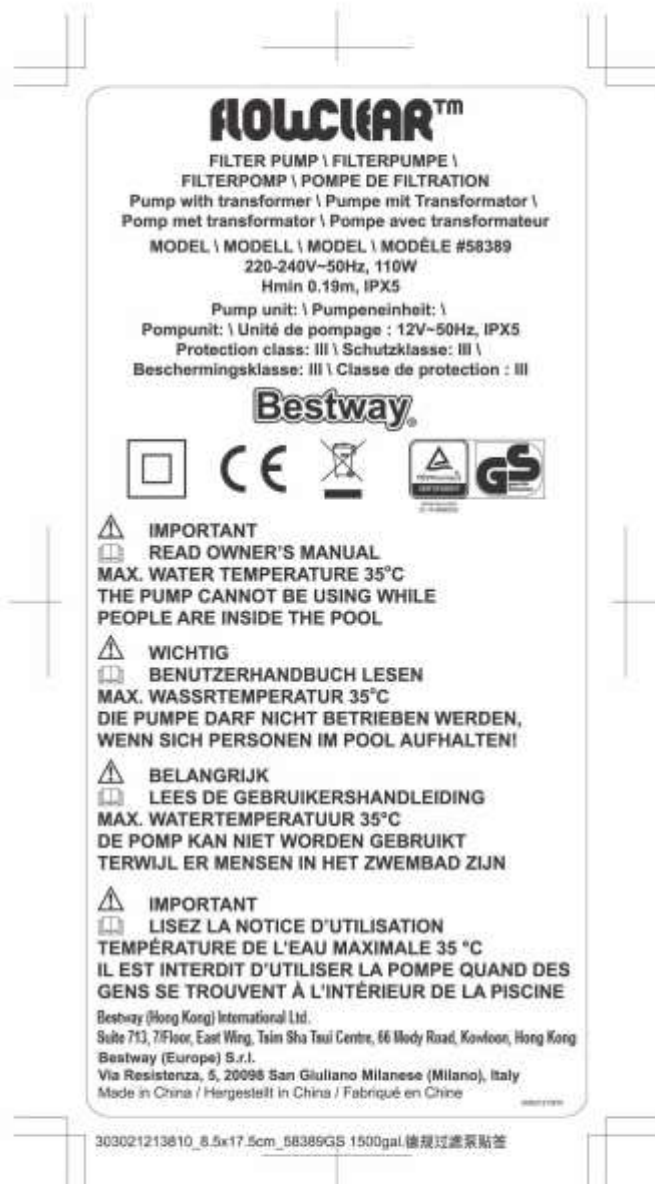 FLOWCLEAR™
FILTER PUMP \ FILTERPUMPE \
FILTERPOMP \ POMPE DE FILTRATION
Pump with transformer \ Pumpe mit Transformator \
Pomp met transformator \ Pompe avec transformateur
MODEL \ MODELL \ MODEL \ MODÈLE #58389
220-240V~50Hz, 110W
Hmin 0.19m, IPX5
Pump unit: \ Pumpeneinheit: \
Pompunit: \ Unité de pompage : 12V~50Hz, IPX5
Protection class: III \ Schutzklasse: III \
Beschermingsklasse: III \ Classe de protection : III
Bestway®
CE
GS
IMPORTANT
READ OWNER'S MANUAL
MAX. WATER TEMPERATURE 35°C
THE PUMP CANNOT BE USING WHILE
PEOPLE ARE INSIDE THE POOL
WICHTIG
BENUTZERHANDBUCH LESEN
MAX. WASSRTEMPERATUR 35°C
DIE PUMPE DARF NICHT BETRIEBEN WERDEN,
WENN SICH PERSONEN IM POOL AUFHALTEN!
BELANGRIJK
LEES DE GEBRUIKERSHANDLEIDING
MAX. WATERTEMPERATUUR 35°C
DE POMP KAN NIET WORDEN GEBRUIKT
TERWIJL ER MENSEN IN HET ZWEMBAD ZIJN
IMPORTANT
LISEZ LA NOTICE D'UTILISATION
TEMPÉRATURE DE L'EAU MAXIMALE 35 °C
IL EST INTERDIT D'UTILISER LA POMPE QUAND DES
GENS SE TROUVENT À L'INTÉRIEUR DE LA PISCINE
Bestway (Hong Kong) International Ltd.
Suite 713, 7/Floor, East Wing, Tsim Sha Tsui Centre, 66 Mody Road, Kowloon, Hong Kong
Bestway (Europe) S.r.l.
Via Resistenza, 5, 20098 San Giuliano Milanese (Milano), Italy
Made in China / Hergestellt in China / Fabriqué en Chine
303021213810_8.5x17.5cm_58389GS 1500gal.德规过滤泵贴签